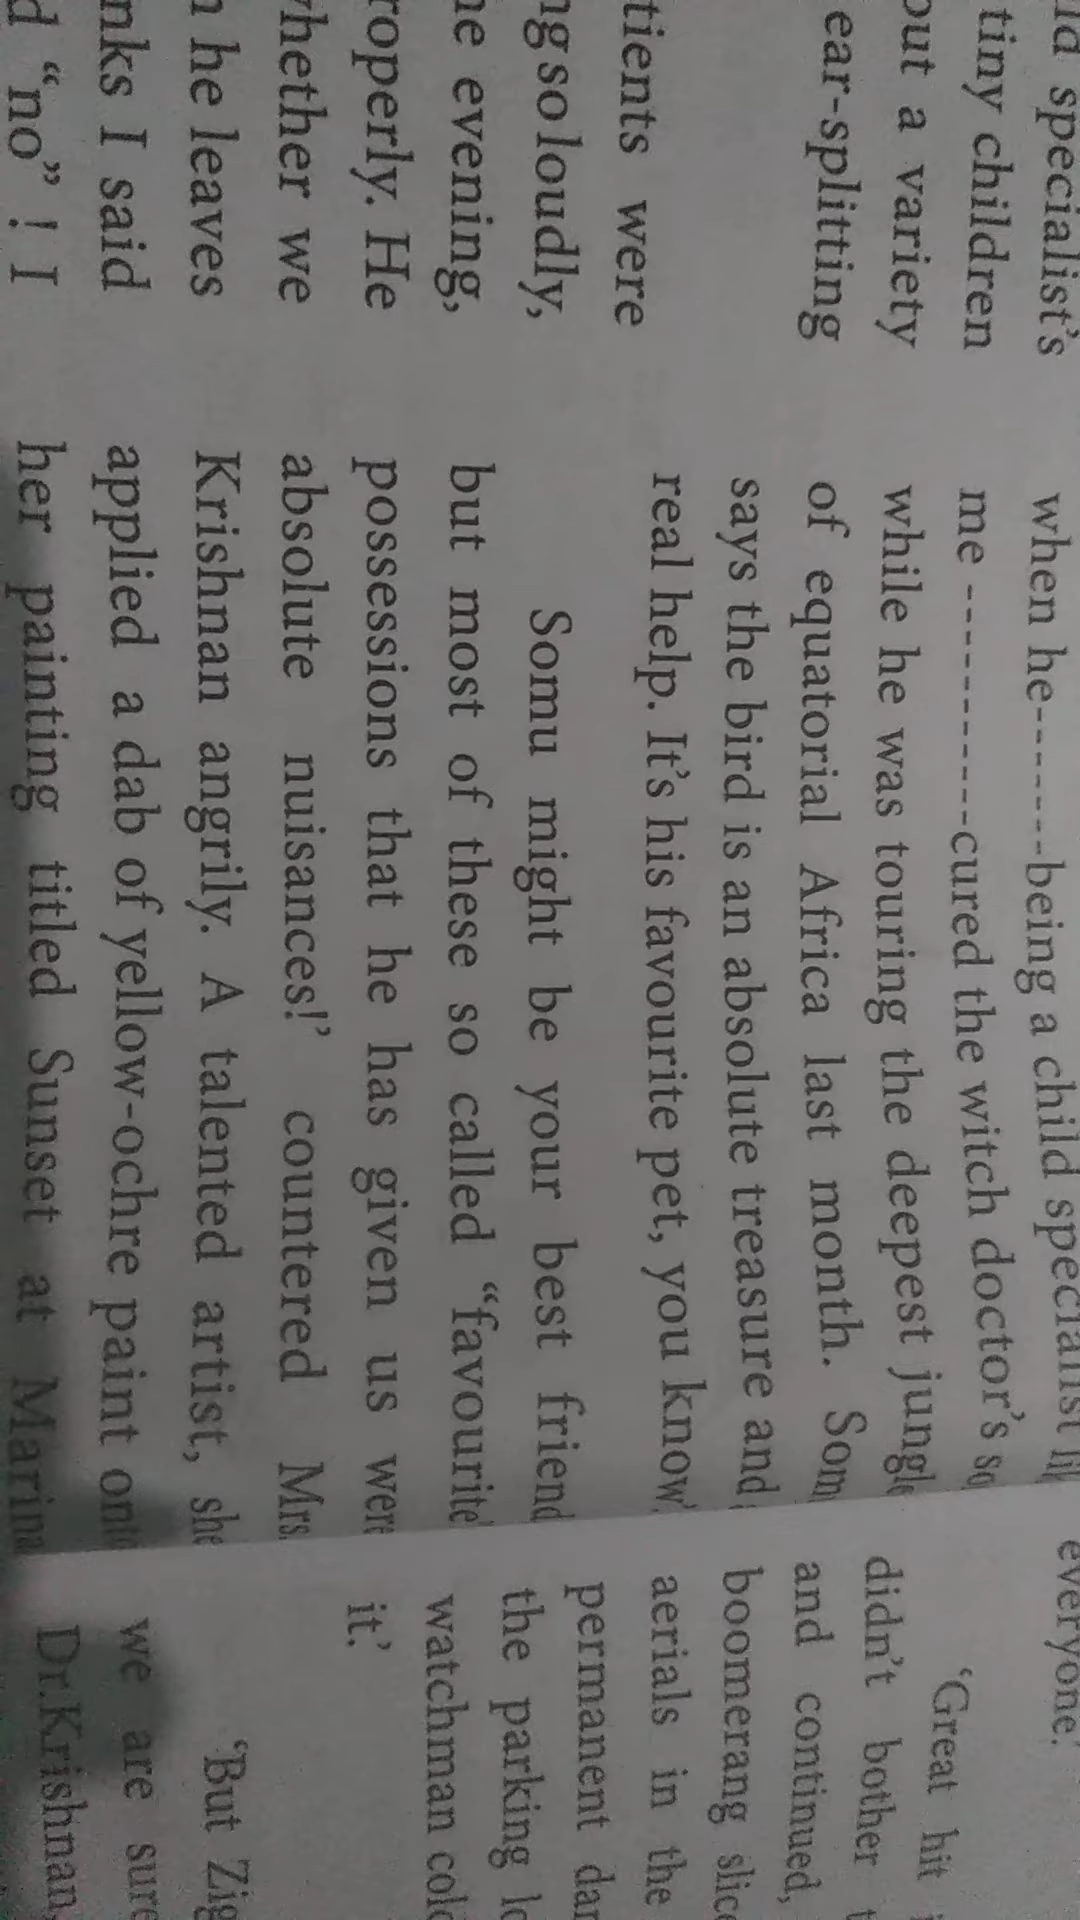 ld specialist's
tiny children
out a variety
ear-splitting
tients were
ng so loudly,
he evening,
roperly. He
whether we
n he leaves
nks I said
d “no” ! I
when he-------being a child specialist
me ----------cured the witch doctor's
while he was touring the deepest jungle
of equatorial Africa last month. Som
says the bird is an absolute treasure and
real help. It's his favourite pet, you know'
Somu might be your best friend
but most of these so called “favourite
possessions that he has given us were
absolute nuisances!’ countered Mrs.
Krishnan angrily. A talented artist, she
applied a dab of yellow-ochre paint onto
her painting titled Sunset at Marina
everyone.’
‘Great hit
didn't bother t
and continued,
boomerang slice
aerials in the
permanent
the parking
watchman
it.’
‘But Zig
we are sure
Dr.Krishnan,